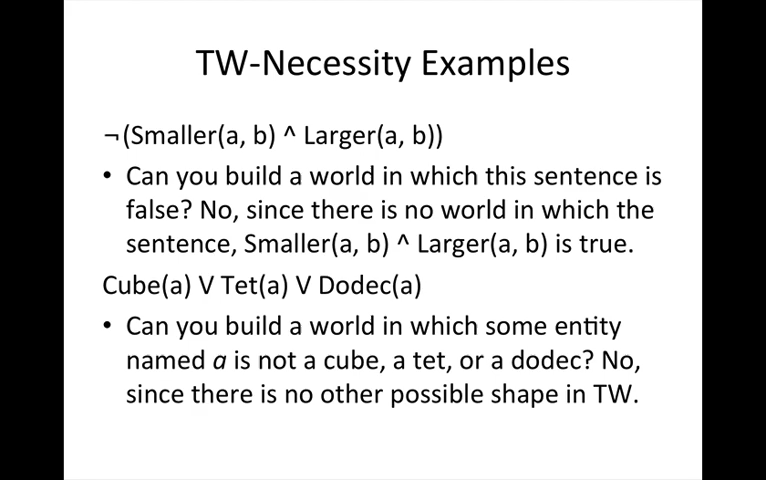 TW-Necessity Examples
¬(Smaller(a, b) ^ Larger(a, b))
• Can you build a world in which this sentence is
false? No, since there is no world in which the
sentence, Smaller(a, b) ^ Larger(a, b) is true.
Cube(a) V Tet(a) V Dodec(a)
• Can you build a world in which some entity
named a is not a cube, a tet, or a dodec? No,
since there is no other possible shape in TW.